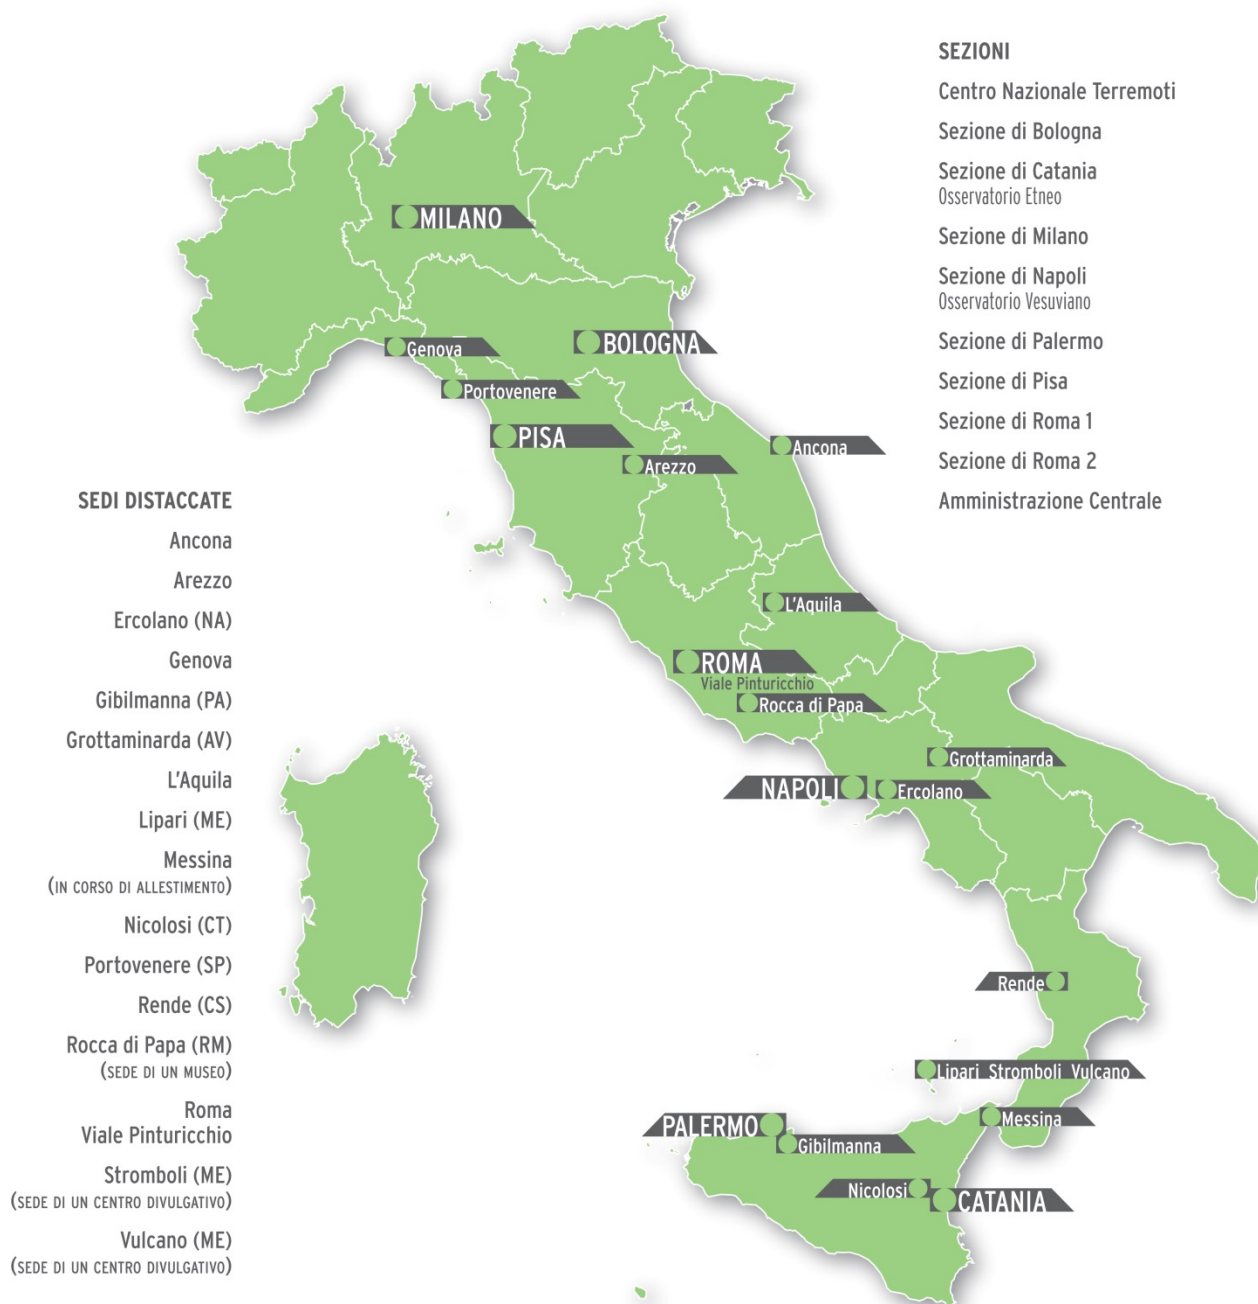 SEZIONI
Centro Nazionale Terremoti
Sezione di Bologna
Sezione di Catania
Osservatorio Etneo
Sezione di Milano
Sezione di Napoli
Osservatorio Vesuviano
Sezione di Palermo
Sezione di Pisa
Sezione di Roma 1
Sezione di Roma 2
Amministrazione Centrale
MILANO
BOLOGNA
Genova
Portovenere
PISA
Ancona
Arezzo
L'Aquila
ROMA
Viale Pinturicchio
Rocca di Papa
Grottaminarda
NAPOLI
Ercolano
Rende
Lipari Stromboli Vulcano
Messina
PALERMO
Gibilmanna
Nicolosi
CATANIA
SEDI DISTACCATE
Ancona
Arezzo
Ercolano (NA)
Genova
Gibilmanna (PA)
Grottaminarda (AV)
L'Aquila
Lipari (ME)
Messina
(IN CORSO DI ALLESTIMENTO)
Nicolosi (CT)
Portovenere (SP)
Rende (CS)
Rocca di Papa (RM)
(SEDE DI UN MUSEO)
Roma
Viale Pinturicchio
Stromboli (ME)
(SEDE DI UN CENTRO DIVULGATIVO)
Vulcano (ME)
(SEDE DI UN CENTRO DIVULGATIVO)